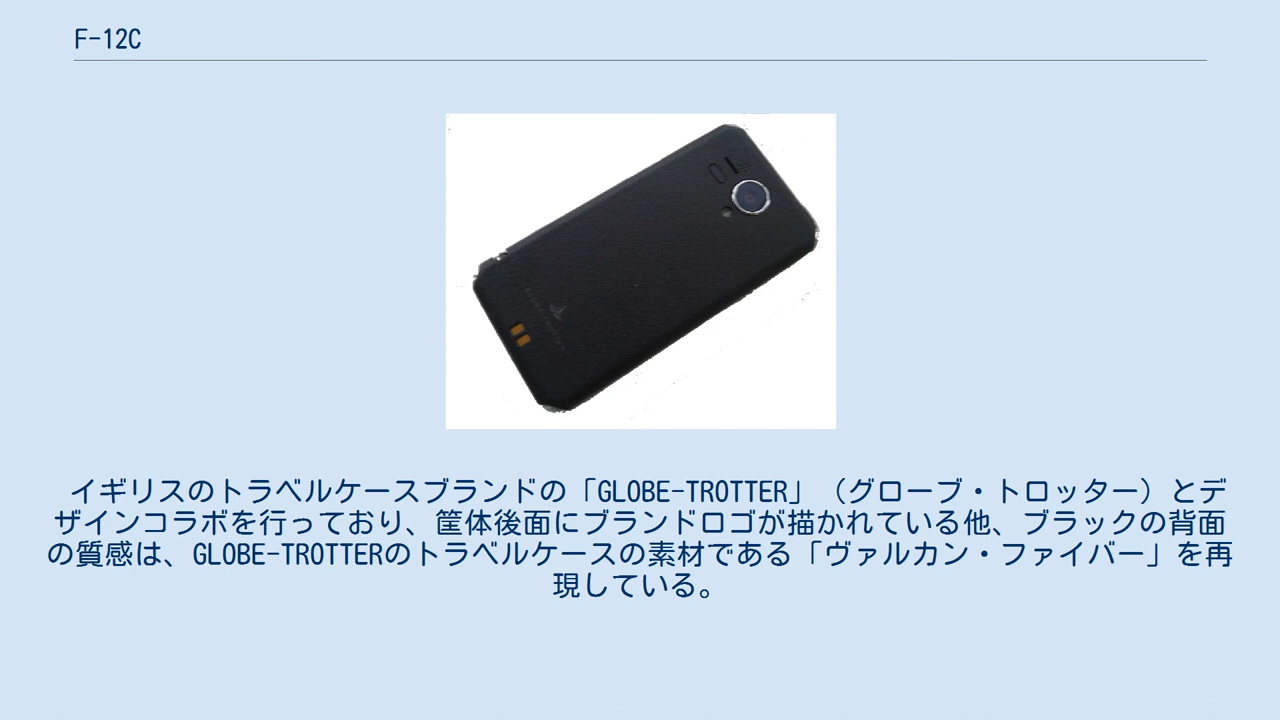 F-12C
イギリスのトラベルケースブランドの「GLOBE-TROTTER」（グローブ・トロッター）とデ
ザインコラボを行っており、筐体後面にブランドロゴが描かれている他、ブラックの背面
の質感は、GLOBE-TROTTERのトラベルケースの素材である「ヴァルカン・ファイバー」を再
現している。